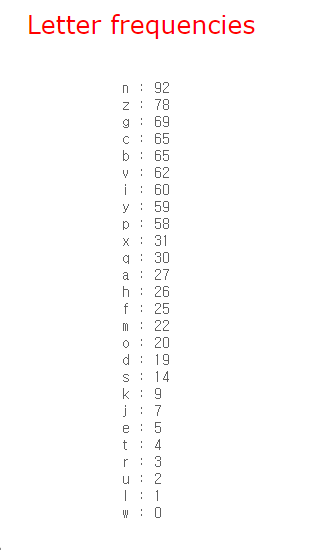 Letter frequencies
n : 92
z : 78
g : 69
c : 65
b : 65
v : 62
i : 60
y : 59
p : 58
x : 31
q : 30
a : 27
h : 26
f : 25
m : 22
o : 20
d : 19
s : 14
k : 9
j : 7
e : 5
t : 4
r : 3
u : 2
l : 1
w : 0